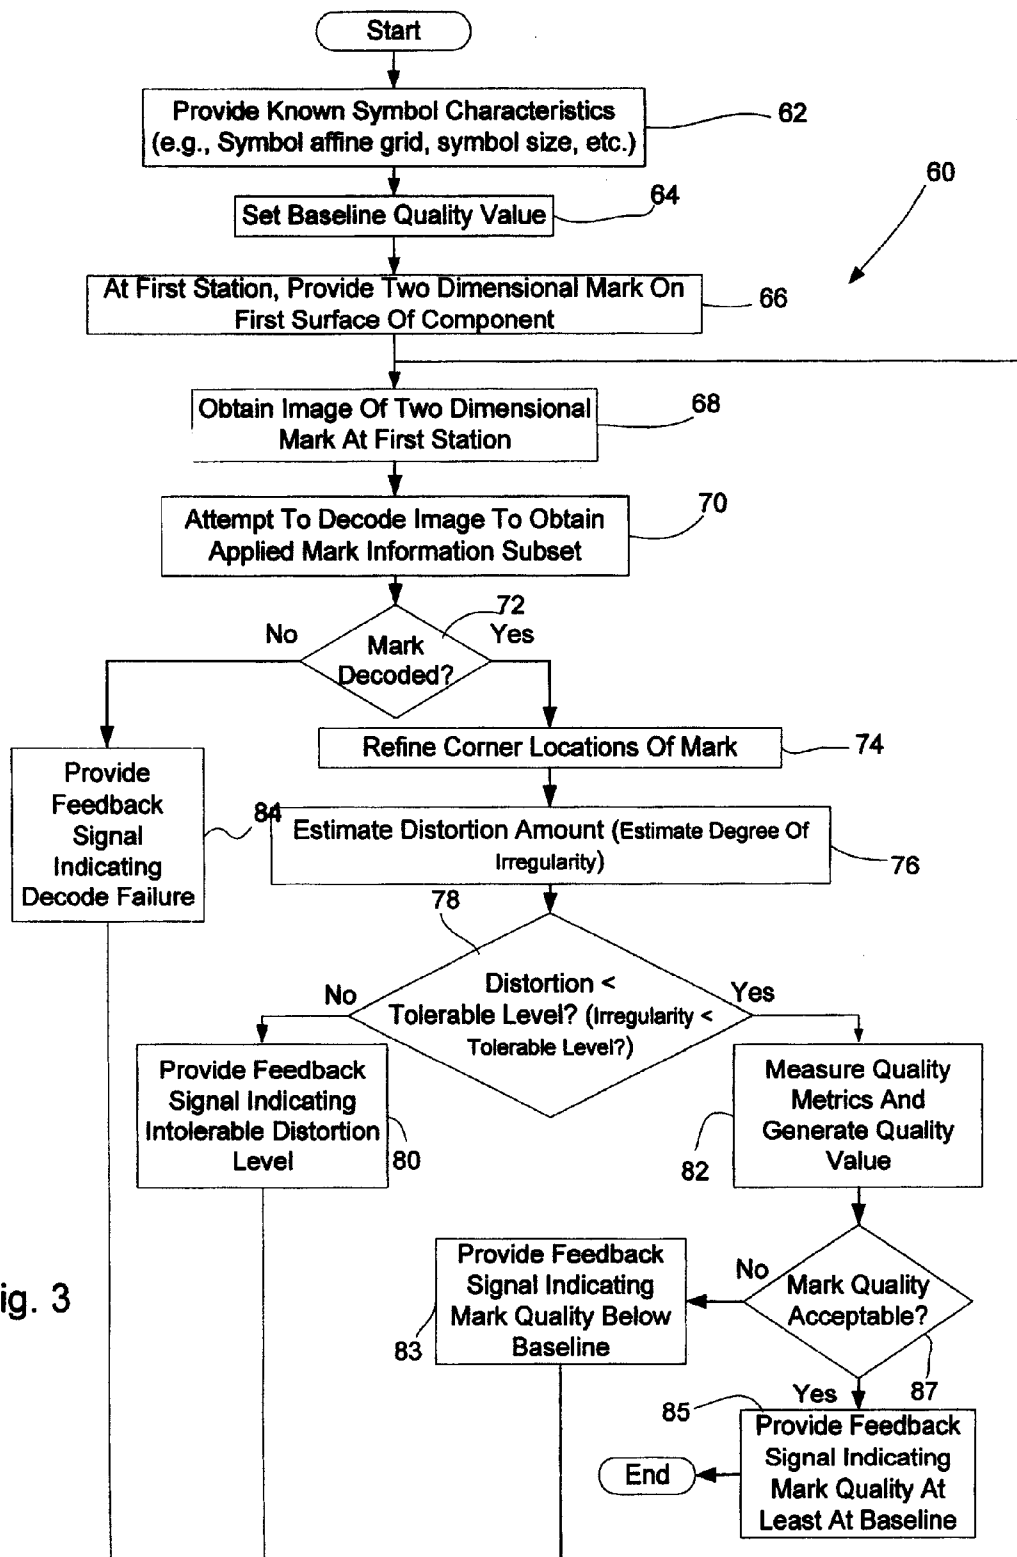 Start
Provide Known Symbol Characteristics
(e.g., Symbol affine grid, symbol size, etc.)
62
60
Set Baseline Quality Value
64
At First Station, Provide Two Dimensional Mark On
First Surface Of Component
66
Obtain Image Of Two Dimensional
Mark At First Station
68
Attempt To Decode Image To Obtain
Applied Mark Information Subset
70
72
No
Mark
Decoded?
Yes
Refine Corner Locations Of Mark
74
Provide
Feedback
Signal
Indicating
Decode Failure
84
Estimate Distortion Amount (Estimate Degree Of
Irregularity)
76
78
No
Distortion <
Tolerable Level? (Irregularity <
Tolerable Level?)
Yes
Provide Feedback
Signal Indicating
Intolerable Distortion
Level
80
Measure Quality
Metrics And
Generate Quality
Value
82
Provide Feedback
Signal Indicating
Mark Quality Below
Baseline
83
No
Mark Quality
Acceptable?
87
ig. 3
Yes
85
Provide Feedback
Signal Indicating
Mark Quality At
Least At Baseline
End